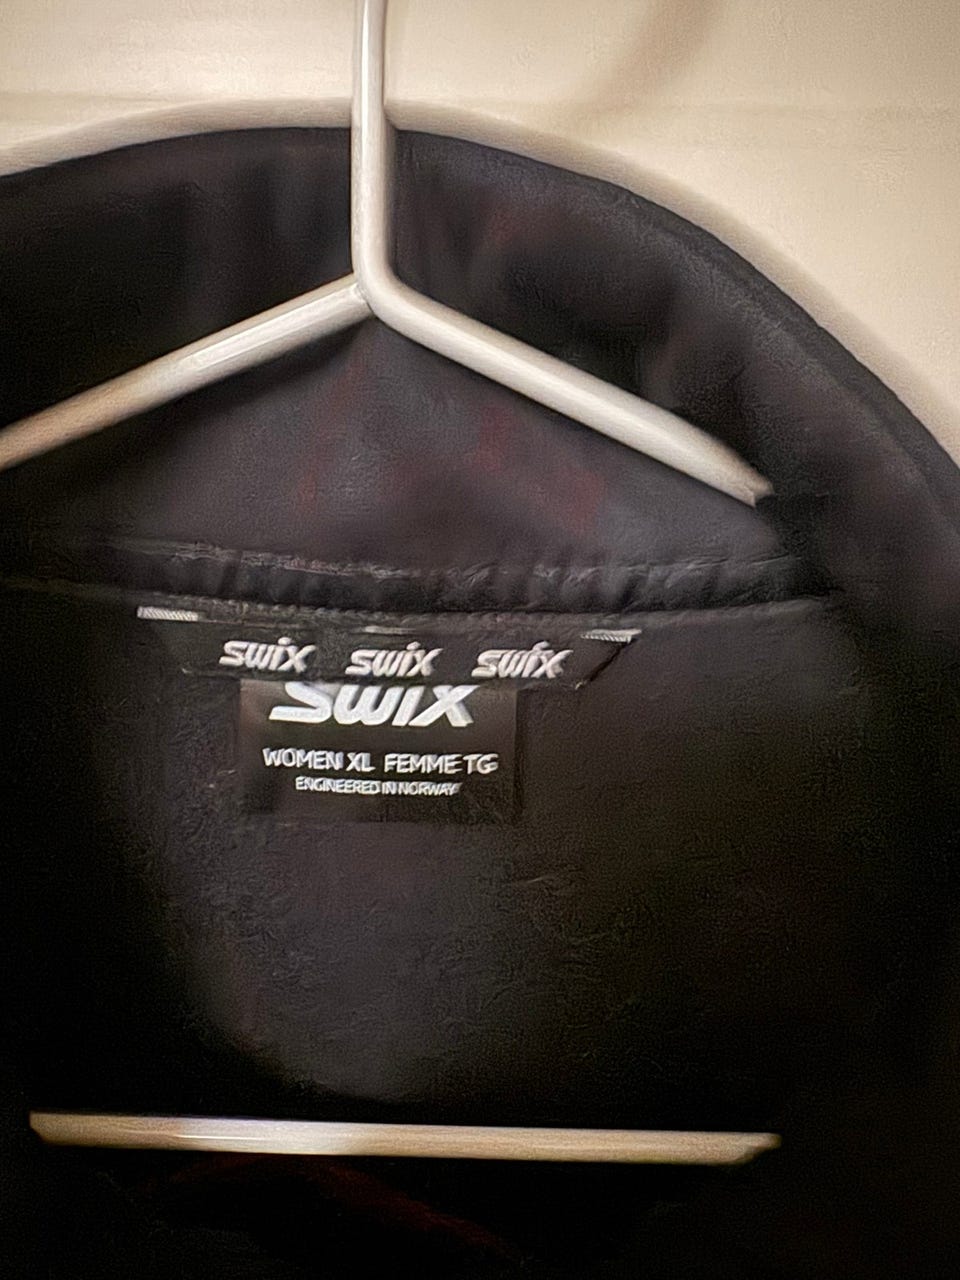 swix swix swix
SWIX
WOMEN XL FEMME TG
ENGINEERED IN NORWAY